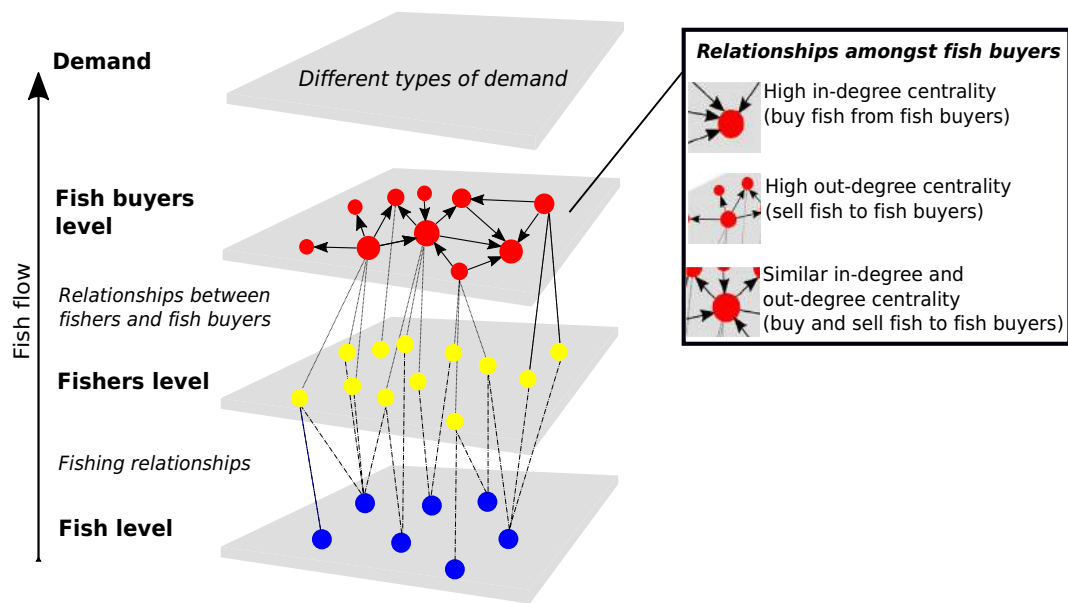 Demand
Different types of demand
Fish buyers
level
Relationships between
fishers and fish buyers
Fishers level
Fishing relationships
Fish level
Fish flow
Relationships amongst fish buyers
High in-degree centrality
(buy fish from fish buyers)
High out-degree centrality
(sell fish to fish buyers)
Similar in-degree and
out-degree centrality
(buy and sell fish to fish buyers)